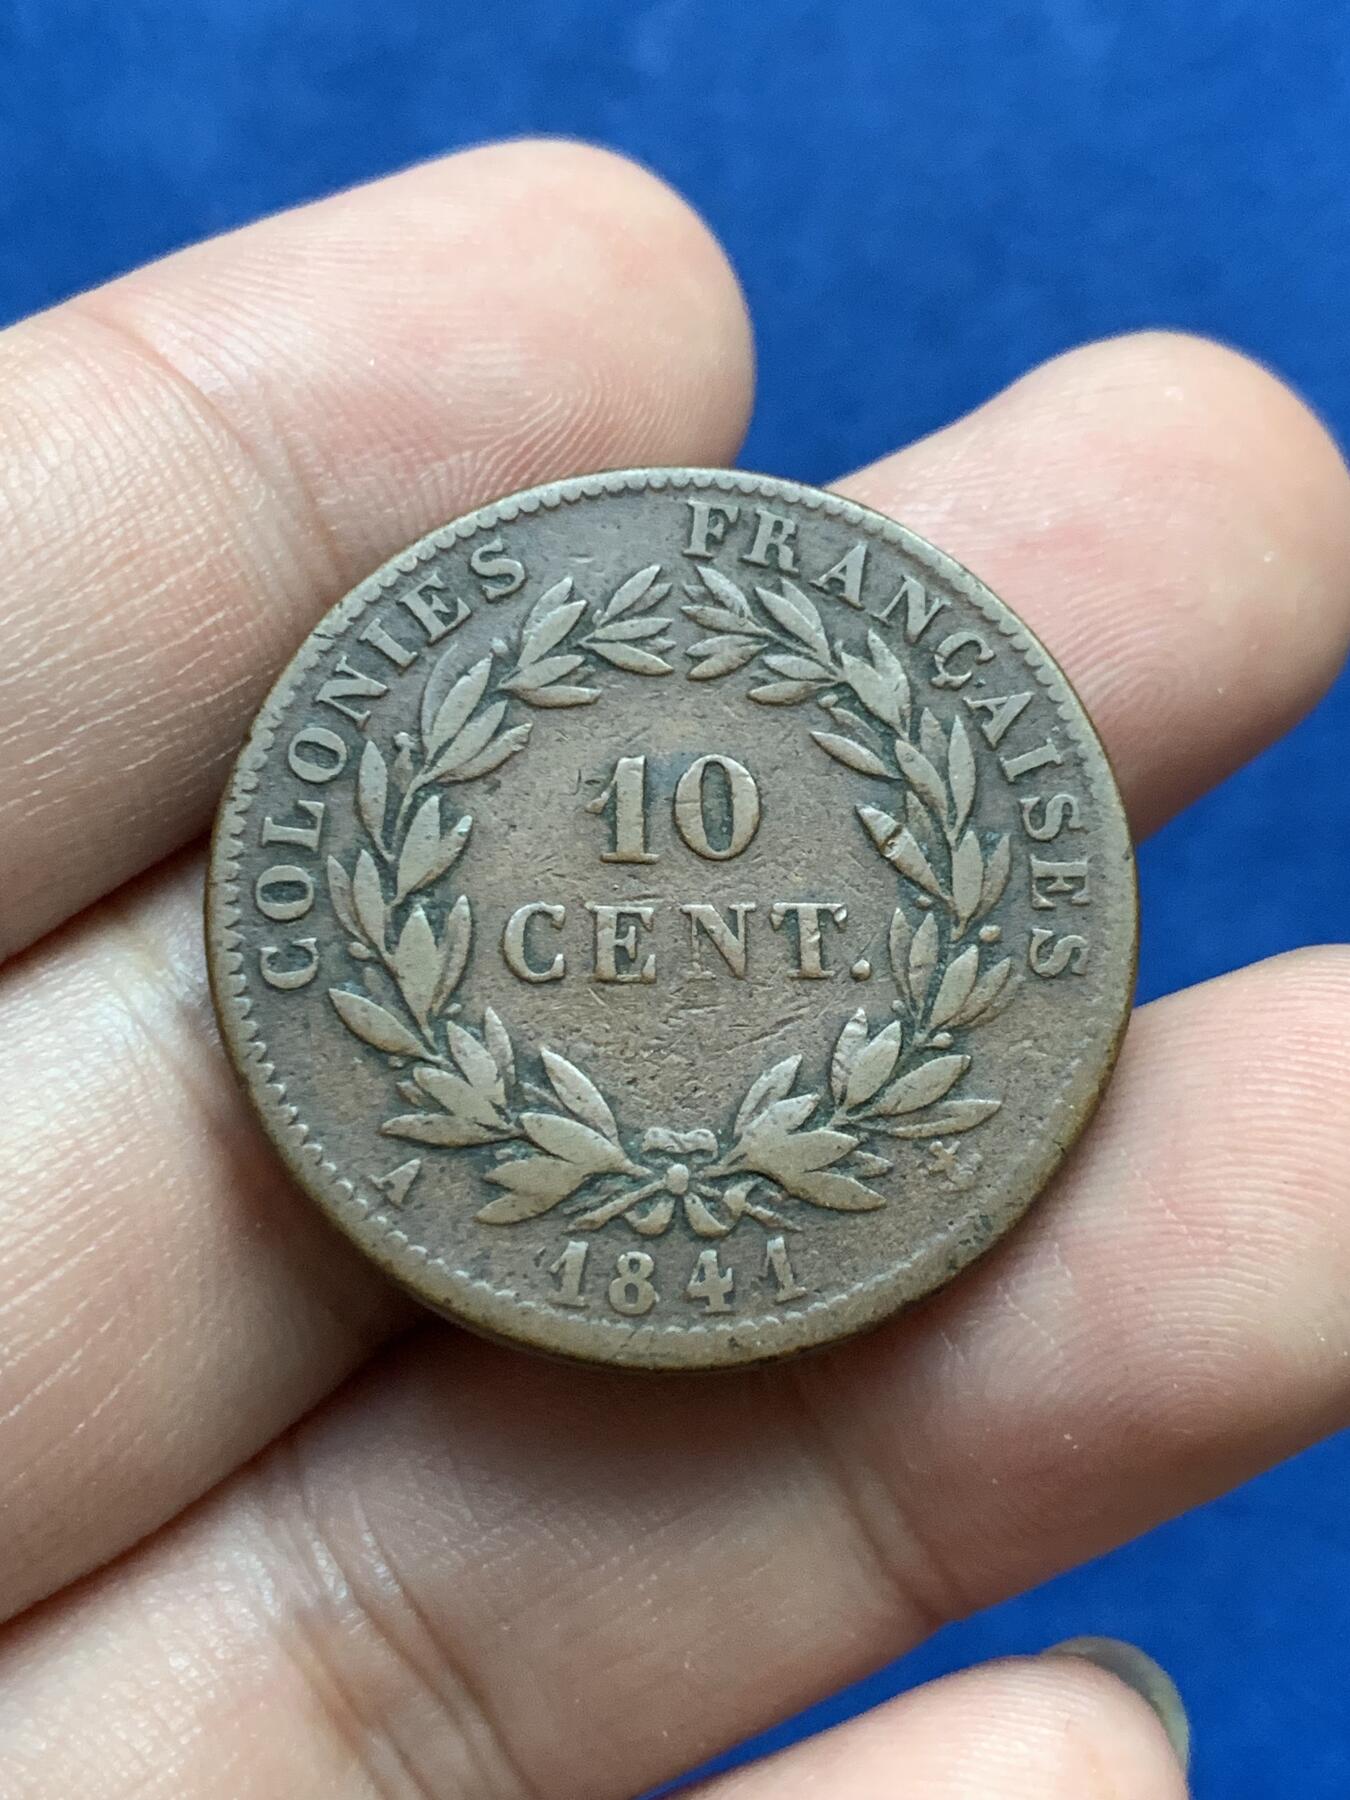 COLONIES FRANÇAISES
10
CENT.
A
1841